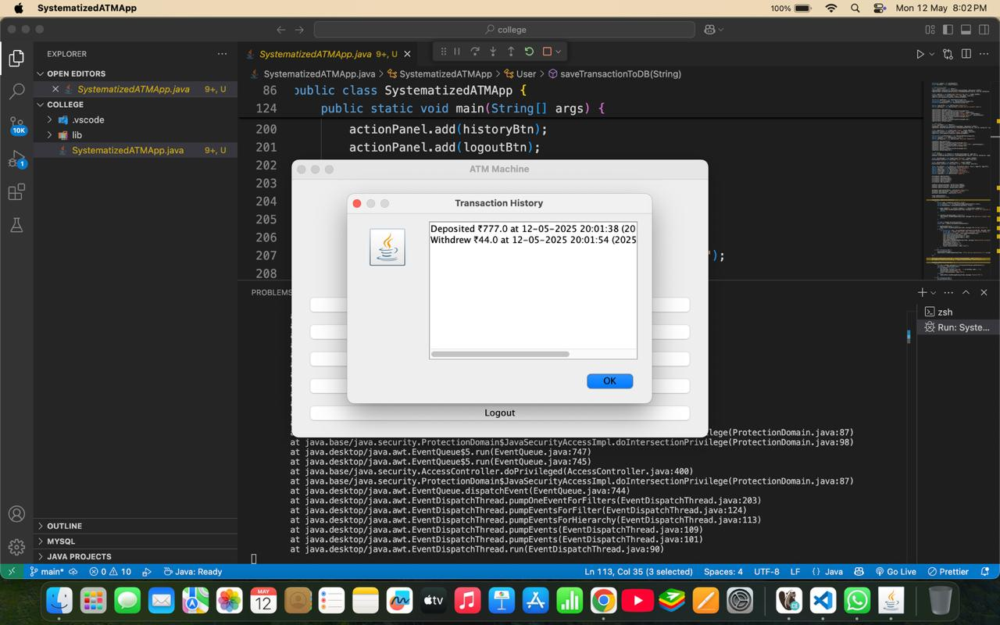 SystematizedATMApp
100%
Mon 12 May 8:02 PM
college
EXPLORER
OPEN EDITORS
SystematizedATMApp.java 9+, U
COLLEGE
.vscode
lib
SystematizedATMApp.java 9+, U
10K
1
OUTLINE
MYSQL
JAVA PROJECTS
SystematizedATMApp.java 9+, U
SystematizedATMApp.java > SystematizedATMApp > User > saveTransactionToDB(String)
86 public class SystematizedATMApp {
124 public static void main(String[] args) {
200 actionPanel.add(historyBtn);
201 actionPanel.add(logoutBtn);
202
203
204
205
206
207 ");
208
ATM Machine
Transaction History
Deposited ₹777.0 at 12-05-2025 20:01:38 (20
Withdrew ₹44.0 at 12-05-2025 20:01:54 (2025
OK
Logout
PROBLEMS
zsh
Run: Syste...
lege(ProtectionDomain.java:87)
at java.base/java.security.ProtectionDomain$JavaSecurityAccessImpl.doIntersectionPrivilege(ProtectionDomain.java:98)
at java.desktop/java.awt.EventQueue$5.run(EventQueue.java:747)
at java.desktop/java.awt.EventQueue$5.run(EventQueue.java:745)
at java.base/java.security.AccessController.doPrivileged(AccessController.java:400)
at java.base/java.security.ProtectionDomain$JavaSecurityAccessImpl.doIntersectionPrivilege(ProtectionDomain.java:87)
at java.desktop/java.awt.EventQueue.dispatchEvent(EventQueue.java:744)
at java.desktop/java.awt.EventDispatchThread.pumpOneEventForFilters(EventDispatchThread.java:203)
at java.desktop/java.awt.EventDispatchThread.pumpEventsForFilter(EventDispatchThread.java:124)
at java.desktop/java.awt.EventDispatchThread.pumpEventsForHierarchy(EventDispatchThread.java:113)
at java.desktop/java.awt.EventDispatchThread.pumpEvents(EventDispatchThread.java:109)
at java.desktop/java.awt.EventDispatchThread.pumpEvents(EventDispatchThread.java:101)
at java.desktop/java.awt.EventDispatchThread.run(EventDispatchThread.java:90)
main* 0 10 Java: Ready
Ln 113, Col 35 (3 selected) Spaces: 4 UTF-8 LF {} Java Go Live Prettier
MAY
12
tv